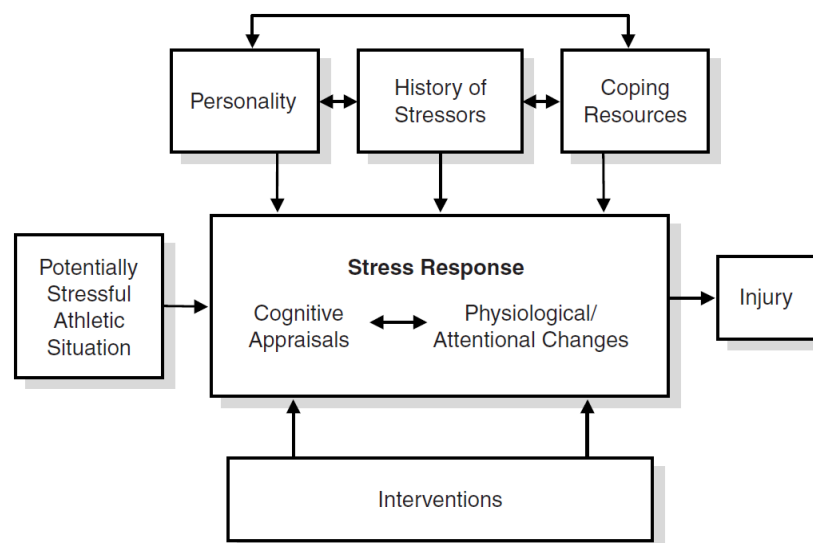 Personality
History of
Stressors
Coping
Resources
Potentially
Stressful
Athletic
Situation
Stress Response
Cognitive
Appraisals
Physiological/
Attentional Changes
Injury
Interventions